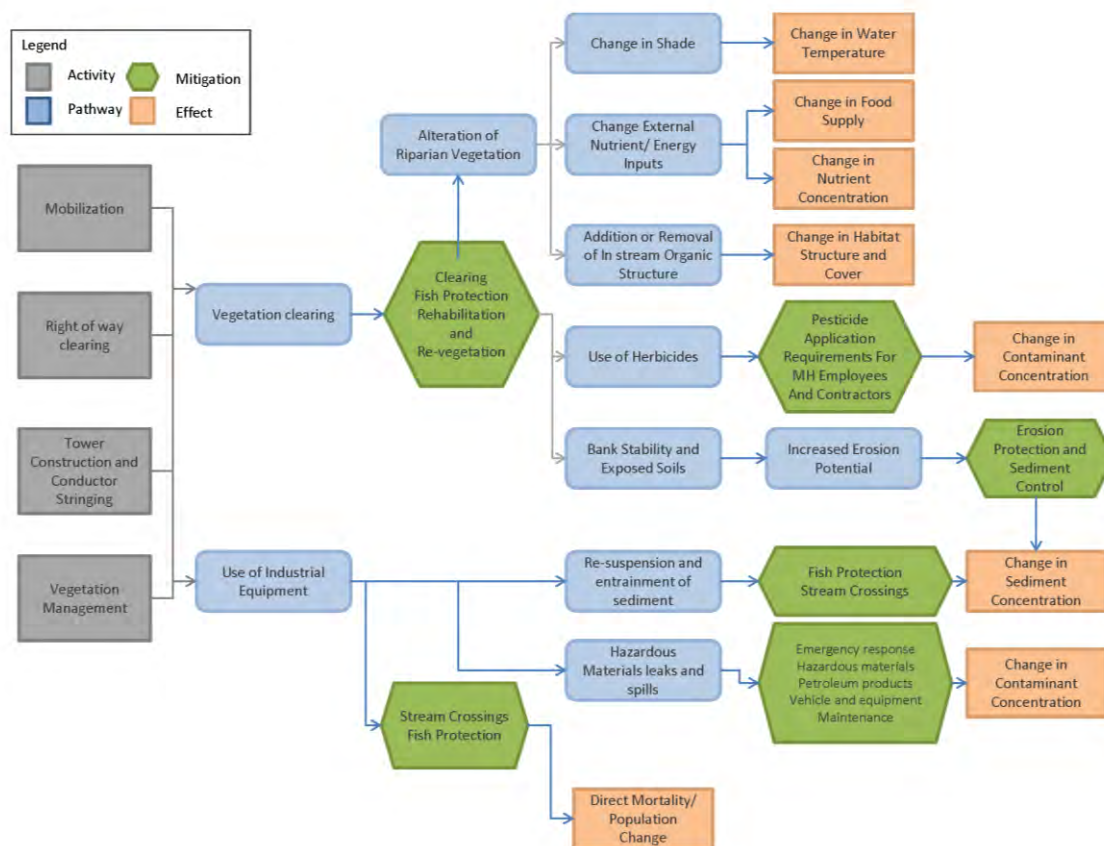 Legend
Activity
Mitigation
Pathway
Effect
Mobilization
Right of way
clearing
Tower
Construction and
Conductor
Stringing
Vegetation
Management
Vegetation clearing
Use of Industrial
Equipment
Alteration of
Riparian Vegetation
Clearing
Fish Protection
Rehabilitation
and
Re-vegetation
Stream Crossings
Fish Protection
Change in Shade
Change External
Nutrient/ Energy
Inputs
Addition or Removal
of In stream Organic
Structure
Use of Herbicides
Bank Stability and
Exposed Soils
Re-suspension and
entrainment of
sediment
Hazardous
Materials leaks and
spills
Direct Mortality/
Population
Change
Change in Water
Temperature
Change in Food
Supply
Change in
Nutrient
Concentration
Change in Habitat
Structure and
Cover
Pesticide
Application
Requirements For
MH Employees
And Contractors
Increased Erosion
Potential
Fish Protection
Stream Crossings
Emergency response
Hazardous materials
Petroleum products
Vehicle and equipment
Maintenance
Change in
Contaminant
Concentration
Erosion
Protection and
Sediment
Control
Change in
Sediment
Concentration
Change in
Contaminant
Concentration